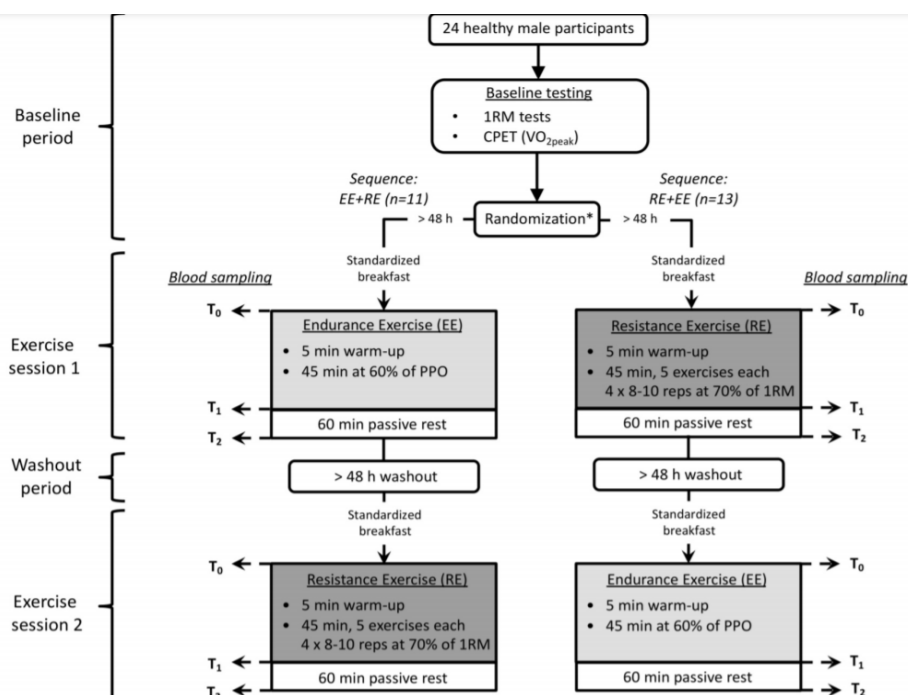 24 healthy male participants
Baseline testing
• 1RM tests
• CPET (VO2peak)
Baseline
period
Sequence:
EE+RE (n=11)
Sequence:
RE+EE (n=13)
> 48 h
Randomization*
> 48 h
Standardized
breakfast
Standardized
breakfast
Blood sampling
Blood sampling
Exercise
session 1
T0
Endurance Exercise (EE)
• 5 min warm-up
• 45 min at 60% of PPO
T1
60 min passive rest
T2
Resistance Exercise (RE)
• 5 min warm-up
• 45 min, 5 exercises each
4 x 8-10 reps at 70% of 1RM
60 min passive rest
T0
T1
T2
Washout
period
> 48 h washout
> 48 h washout
Standardized
breakfast
Standardized
breakfast
Exercise
session 2
T0
Resistance Exercise (RE)
• 5 min warm-up
• 45 min, 5 exercises each
4 x 8-10 reps at 70% of 1RM
T1
60 min passive rest
Endurance Exercise (EE)
• 5 min warm-up
• 45 min at 60% of PPO
60 min passive rest
T0
T1